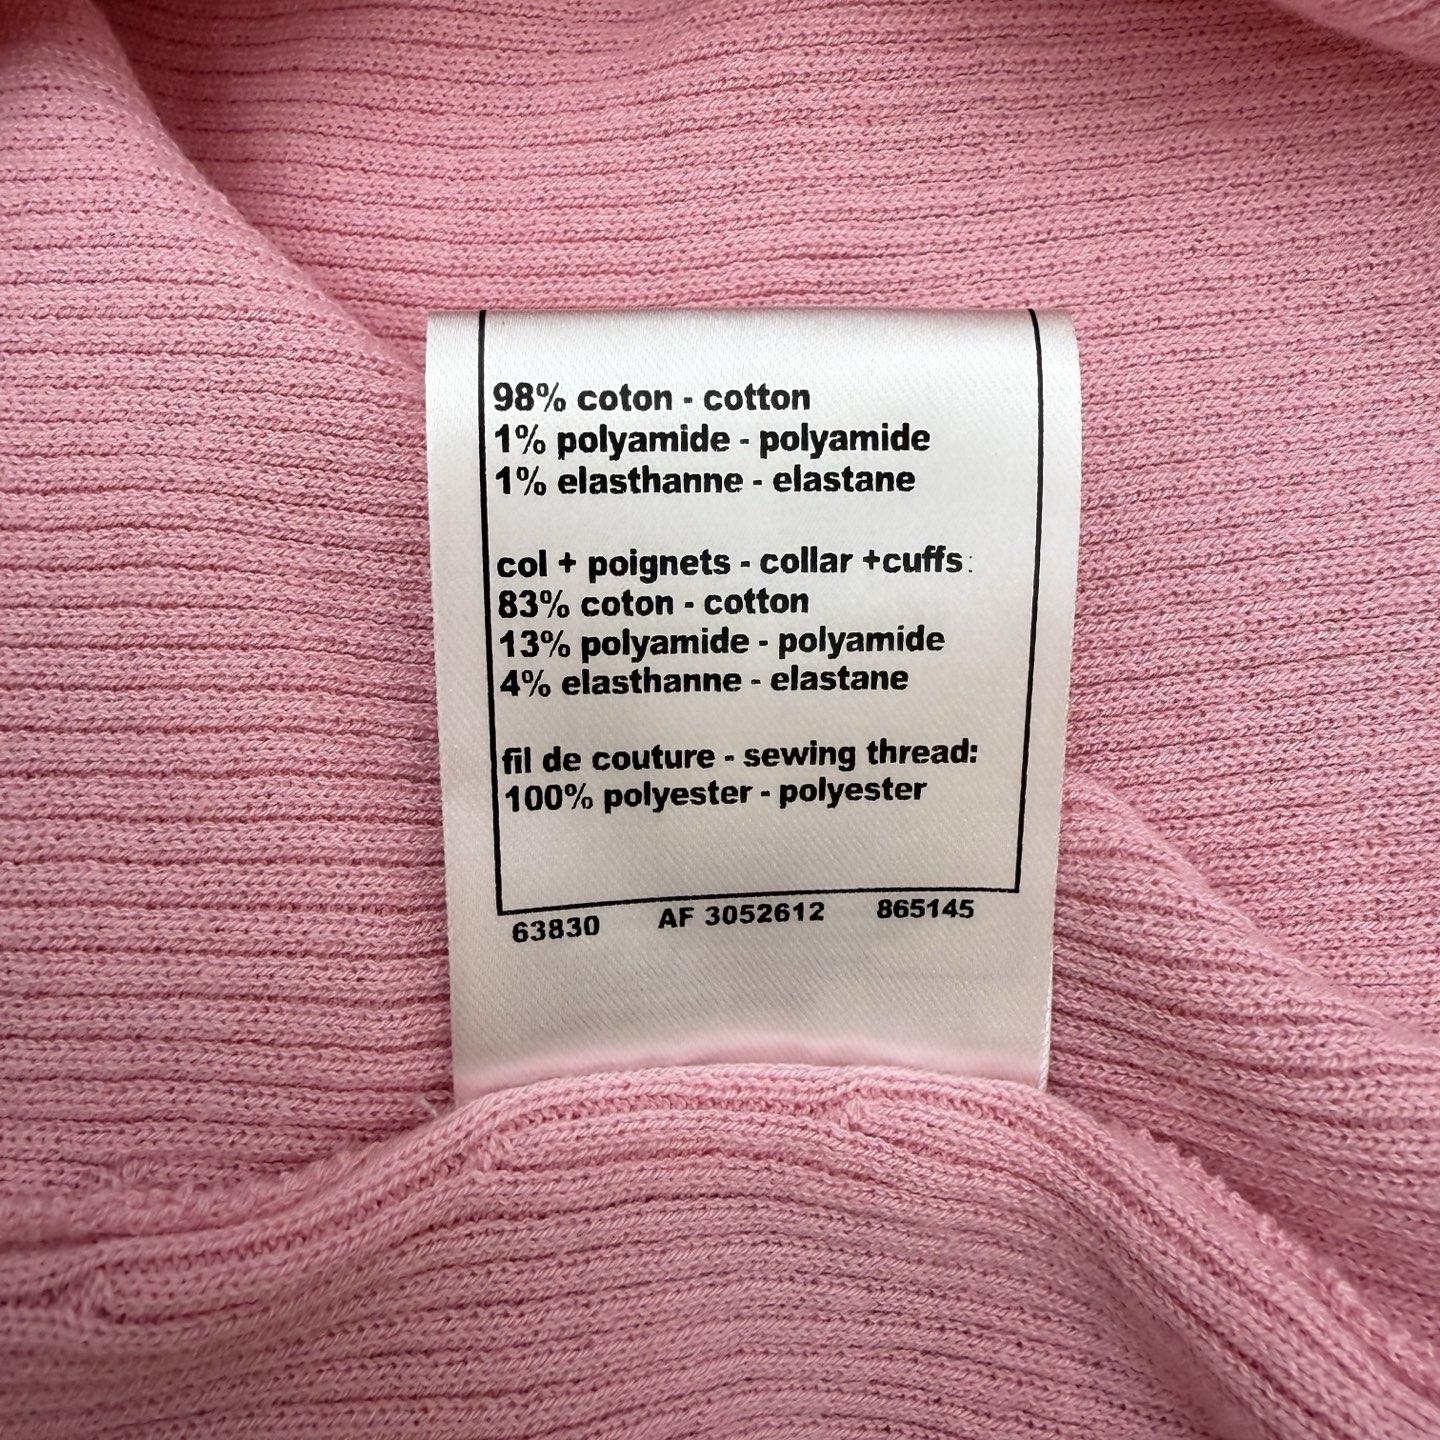 98% coton - cotton
1% polyamide - polyamide
1% elasthanne - elastane
col + poignets - collar +cuffs:
83% coton - cotton
13% polyamide - polyamide
4% elasthanne - elastane
fil de couture - sewing thread:
100% polyester - polyester
63830 AF 3052612 865145